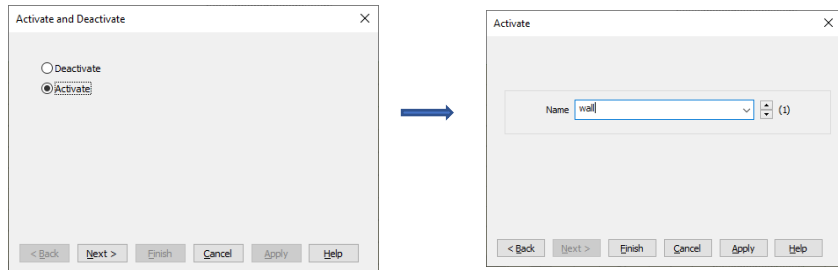 Activate and Deactivate
Deactivate
Activate
< Back Next > Finish Cancel Apply Help
Activate
Name wall (1)
< Back Next > Finish Cancel Apply Help